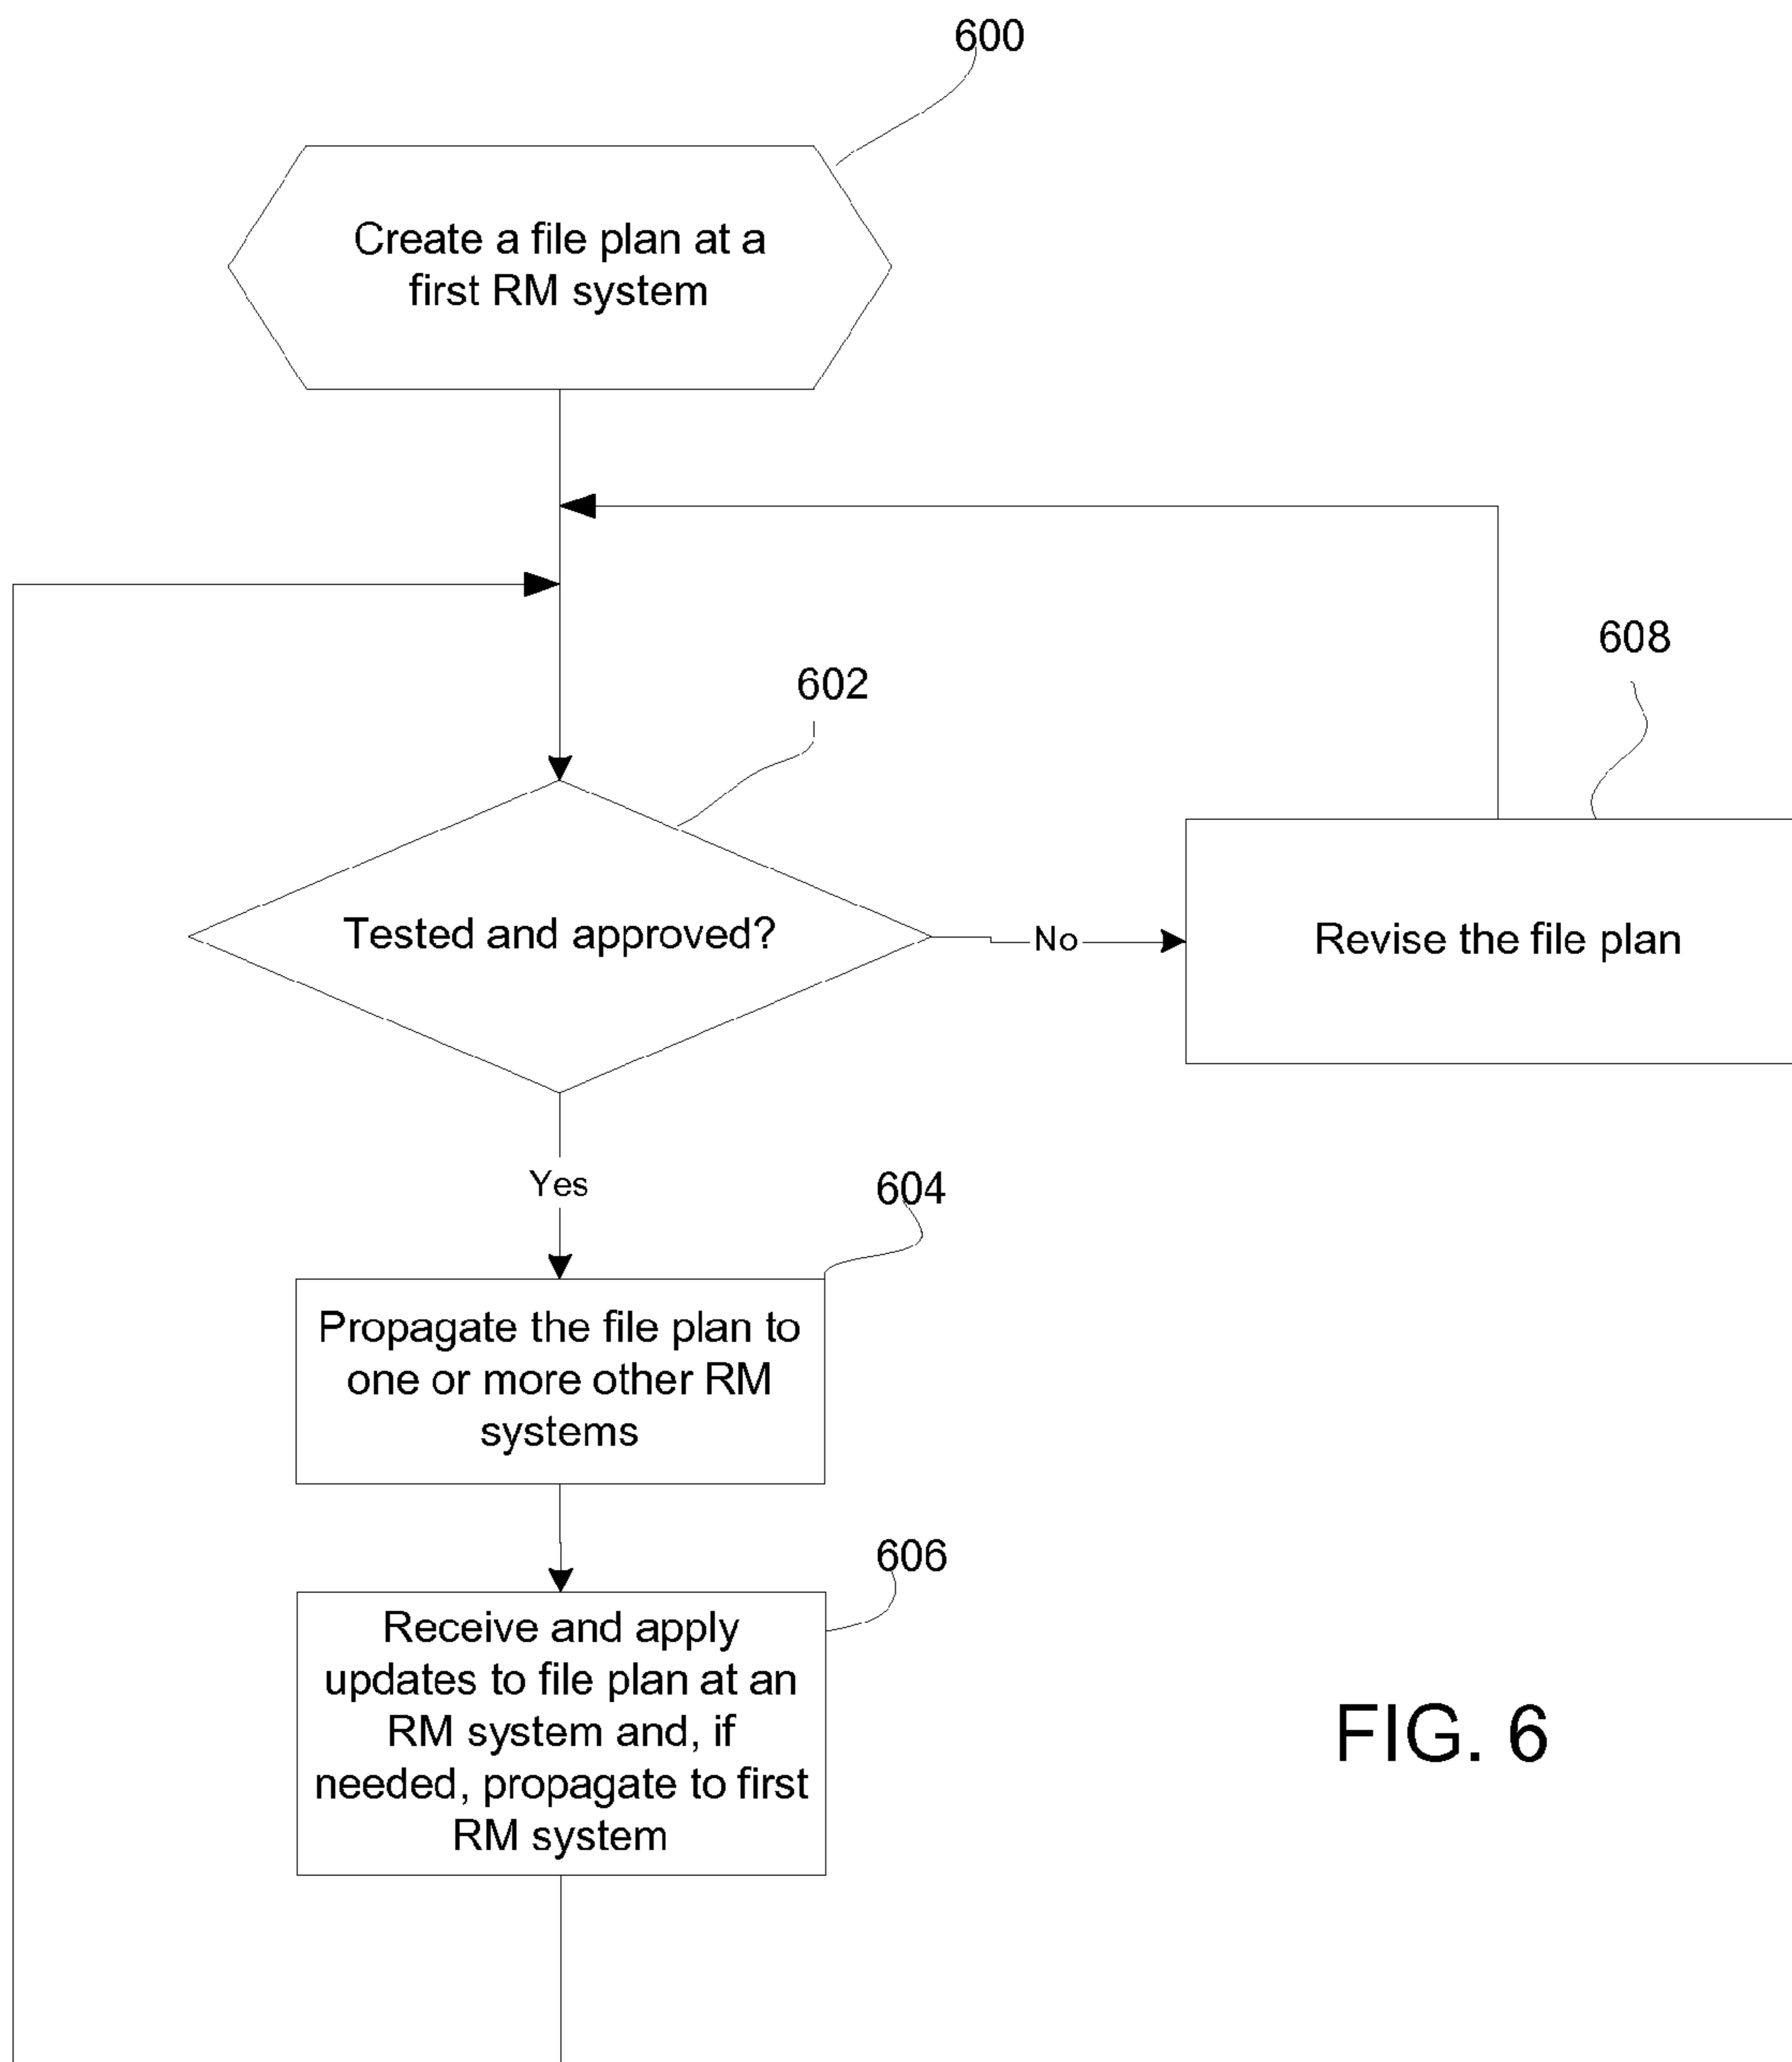 600
Create a file plan at a
first RM system
608
602
Tested and approved?
No
Revise the file plan
Yes
604
Propagate the file plan to
one or more other RM
systems
606
Receive and apply
updates to file plan at an
RM system and, if
needed, propagate to first
RM system
FIG. 6